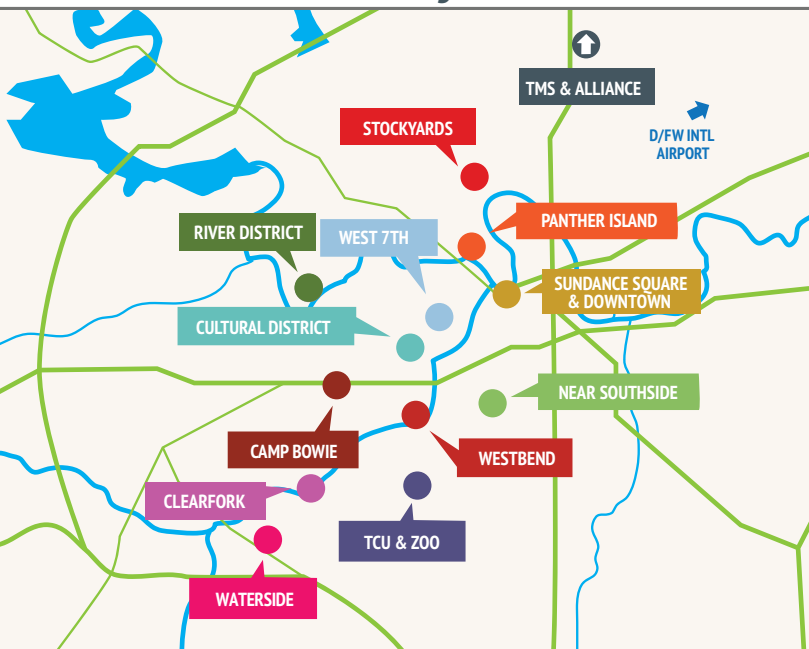 TMS & ALLIANCE
D/FW INTL
AIRPORT
STOCKYARDS
PANTHER ISLAND
RIVER DISTRICT
WEST 7TH
SUNDANCE SQUARE
& DOWNTOWN
CULTURAL DISTRICT
NEAR SOUTHSIDE
CAMP BOWIE
WESTBEND
CLEARFORK
TCU & ZOO
WATERSIDE